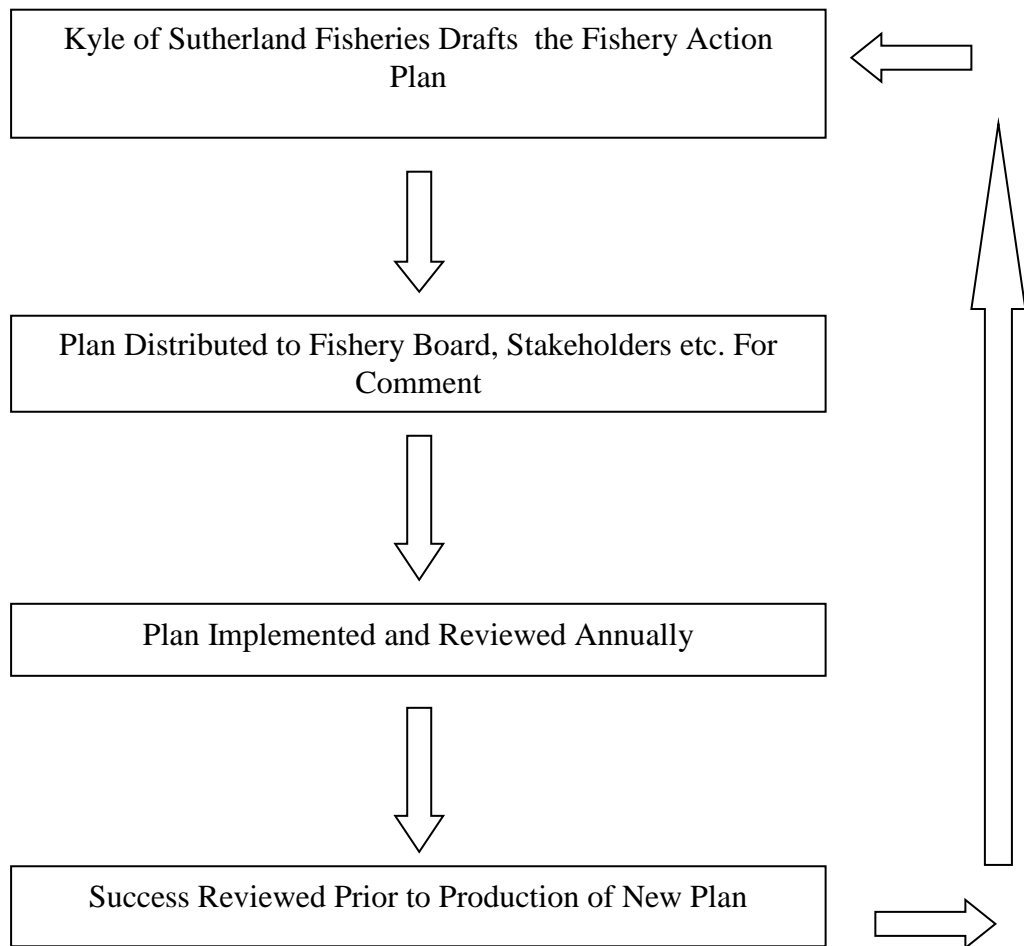 Kyle of Sutherland Fisheries Drafts  the Fishery Action
Plan
Plan Distributed to Fishery Board, Stakeholders etc. For
Comment
Plan Implemented and Reviewed Annually
Success Reviewed Prior to Production of New Plan